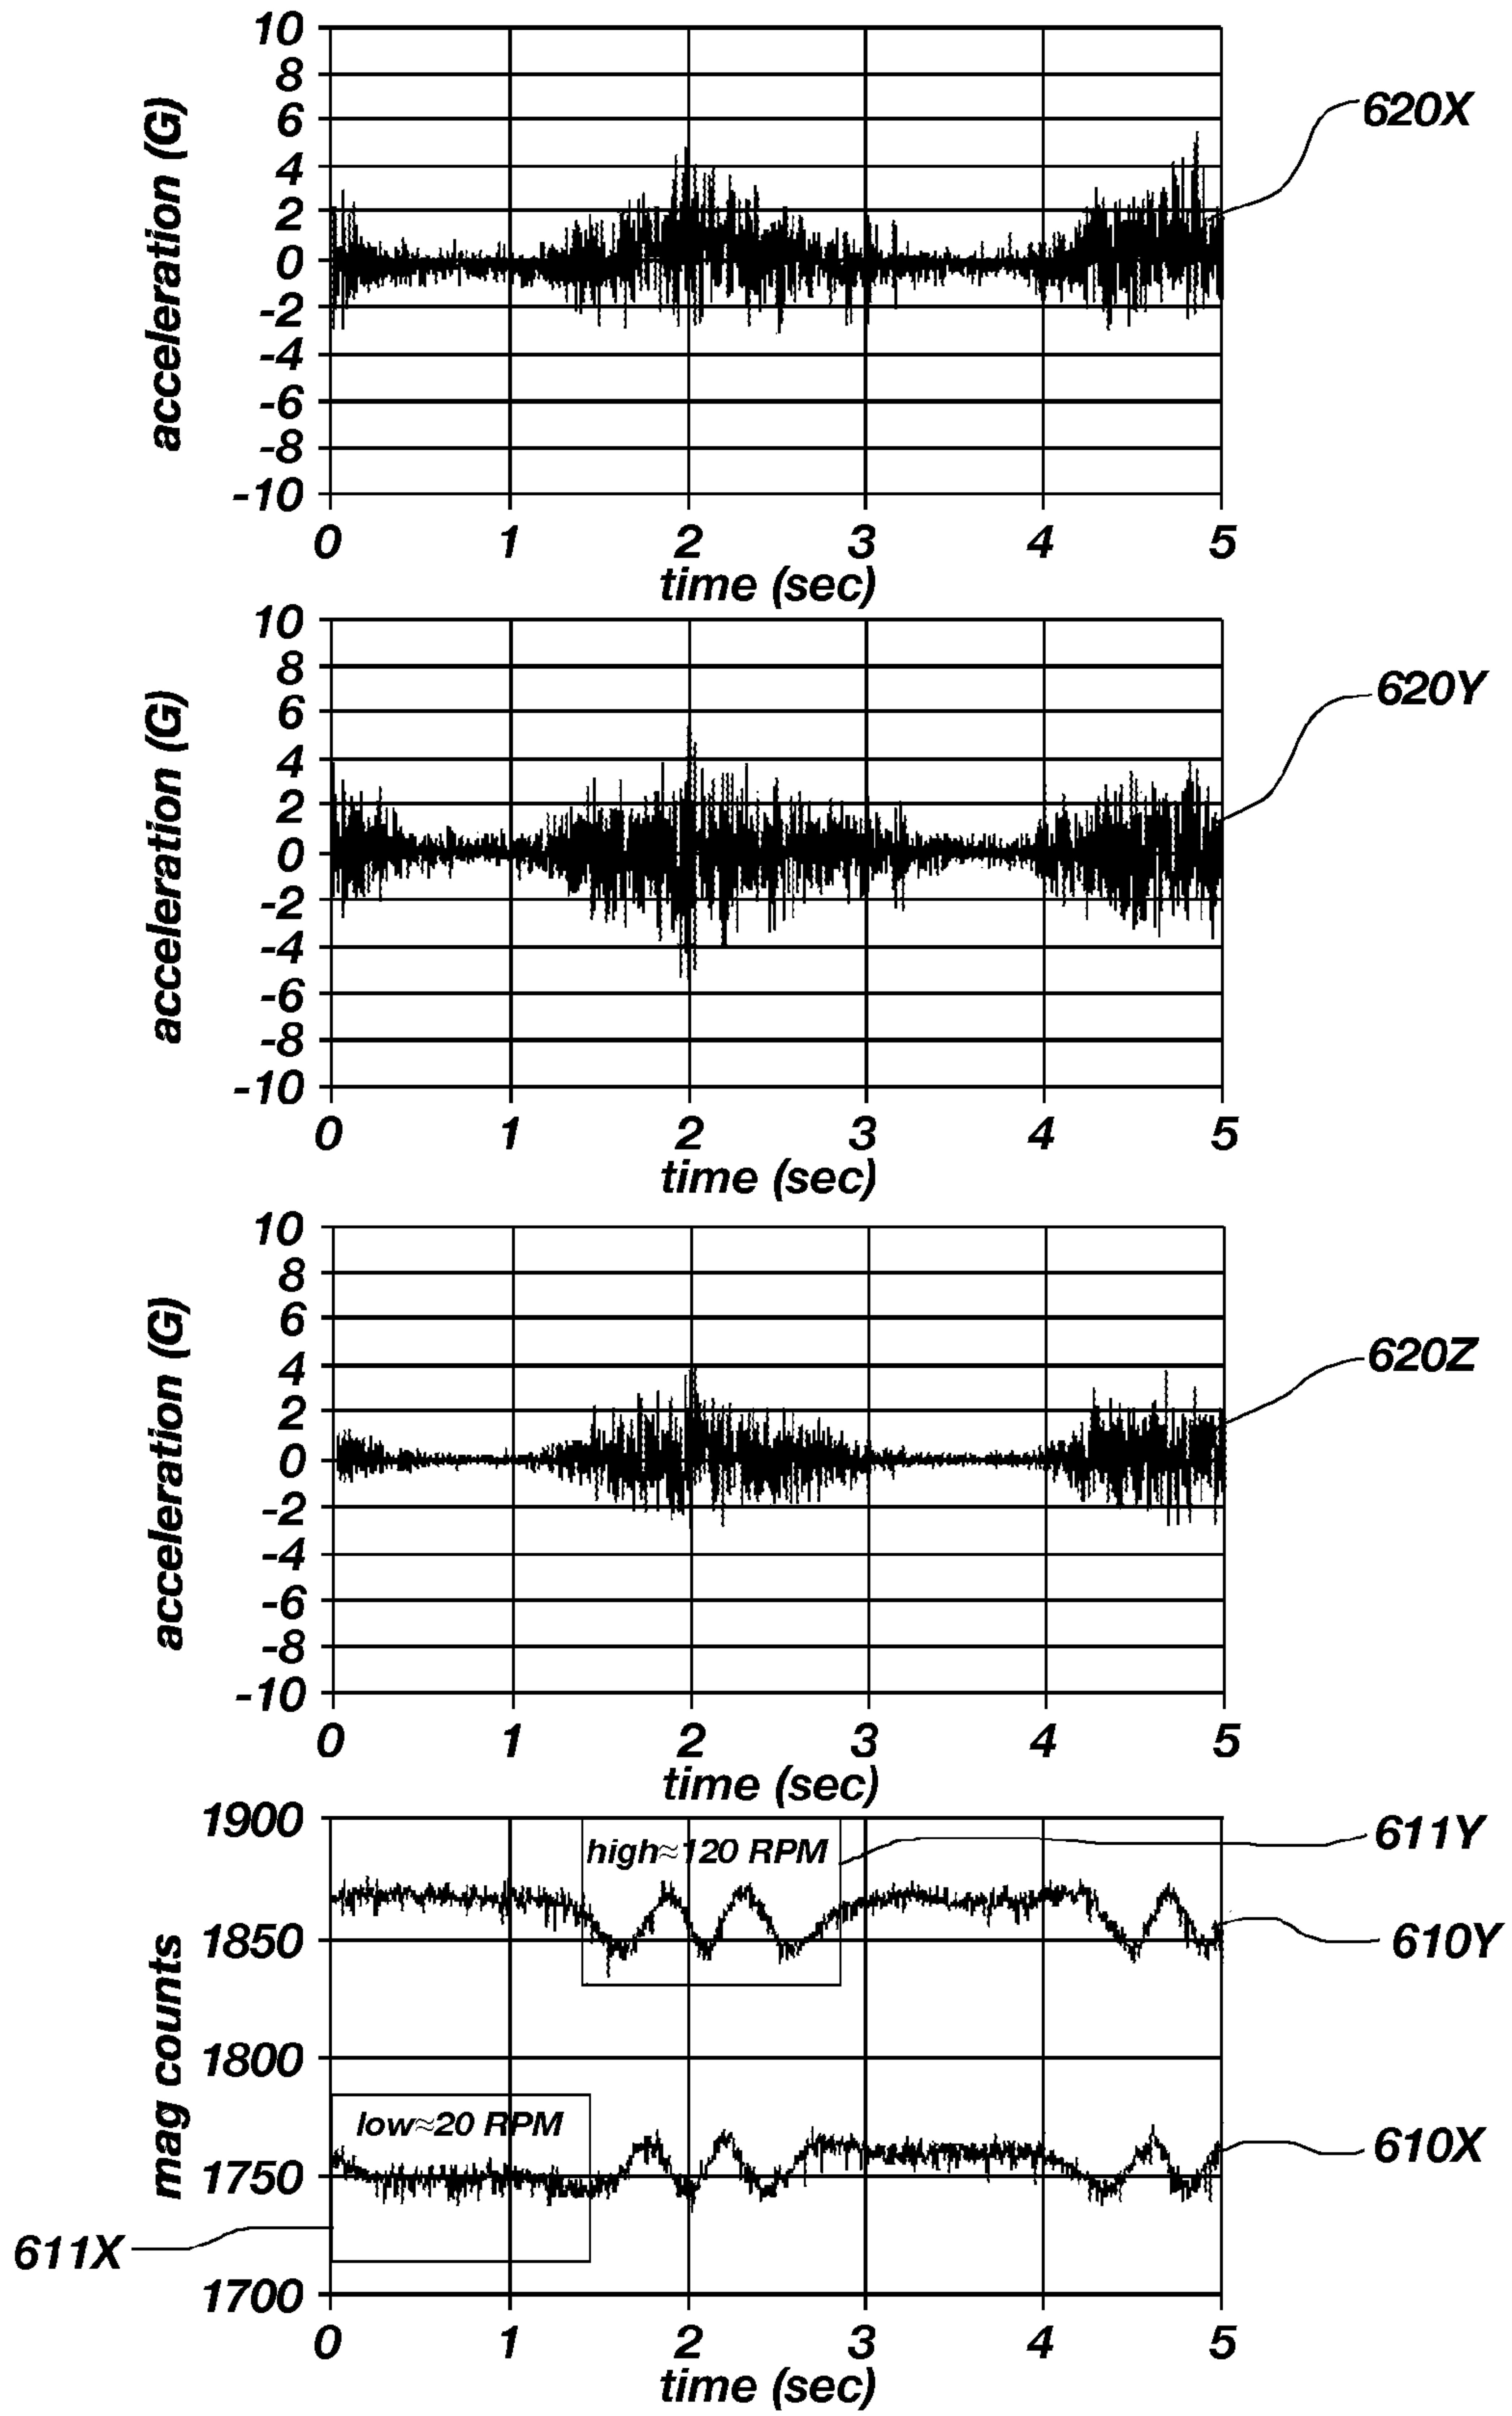 10
8
6
4
2
0
-2
-4
-6
-8
-10
acceleration (G)
620X
0 1 2 3 4 5
time (sec)
10
8
6
4
2
0
-2
-4
-6
-8
-10
acceleration (G)
620Y
0 1 2 3 4 5
time (sec)
10
8
6
4
2
0
-2
-4
-6
-8
-10
acceleration (G)
620Z
0 1 2 3 4 5
time (sec)
1900
1850
1800
1750
1700
mag counts
high≈120 RPM
611Y
610Y
low≈20 RPM
610X
611X
0 1 2 3 4 5
time (sec)